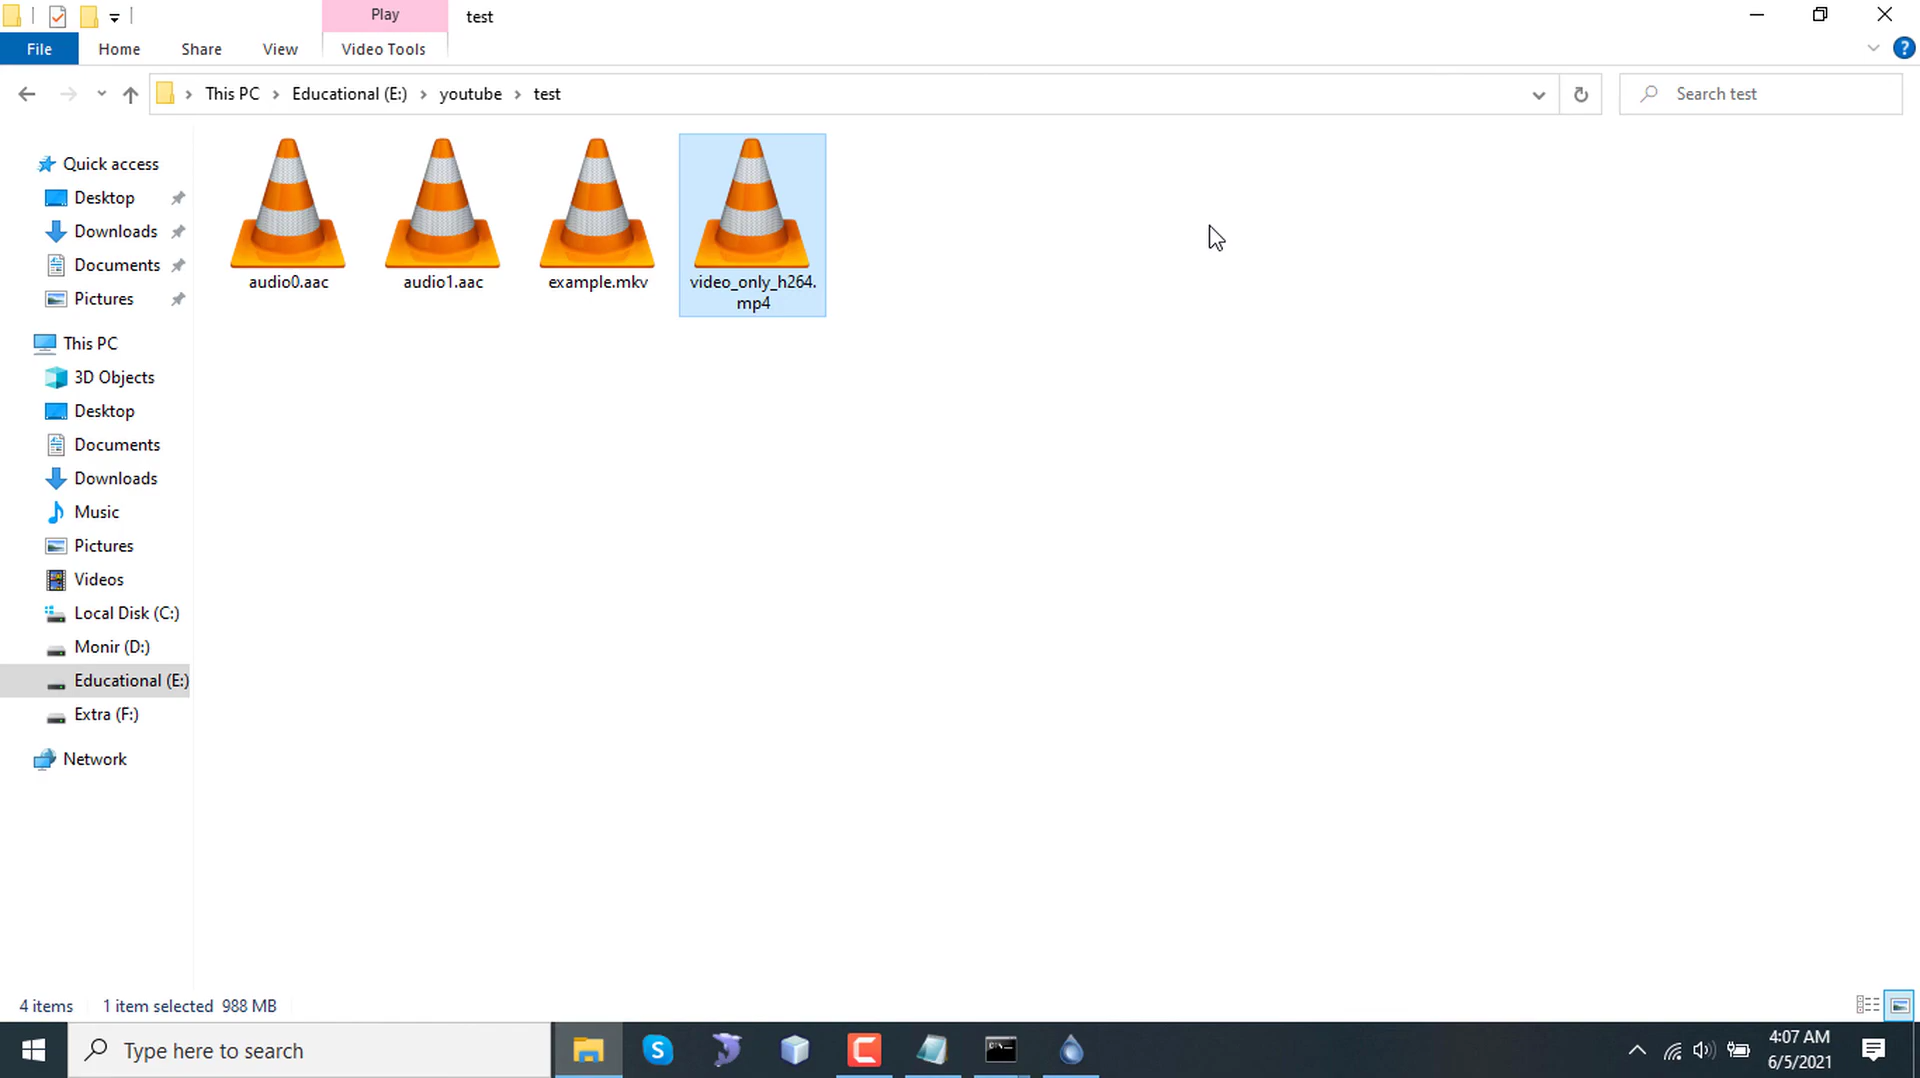 Play
test
File
Home
Share
View
Video Tools
?
This PC
Educational (E:)
youtube
test
Search test
Quick access
Desktop
Downloads
Documents
Pictures
This PC
3D Objects
Desktop
Documents
Downloads
Music
Pictures
Videos
Local Disk (C:)
Monir (D:)
Educational (E:)
Extra (F:)
Network
audio0.aac
audio1.aac
example.mkv
video_only_h264.
mp4
4 items
1 item selected 988 MB
Type here to search
S
C
4:07 AM
6/5/2021